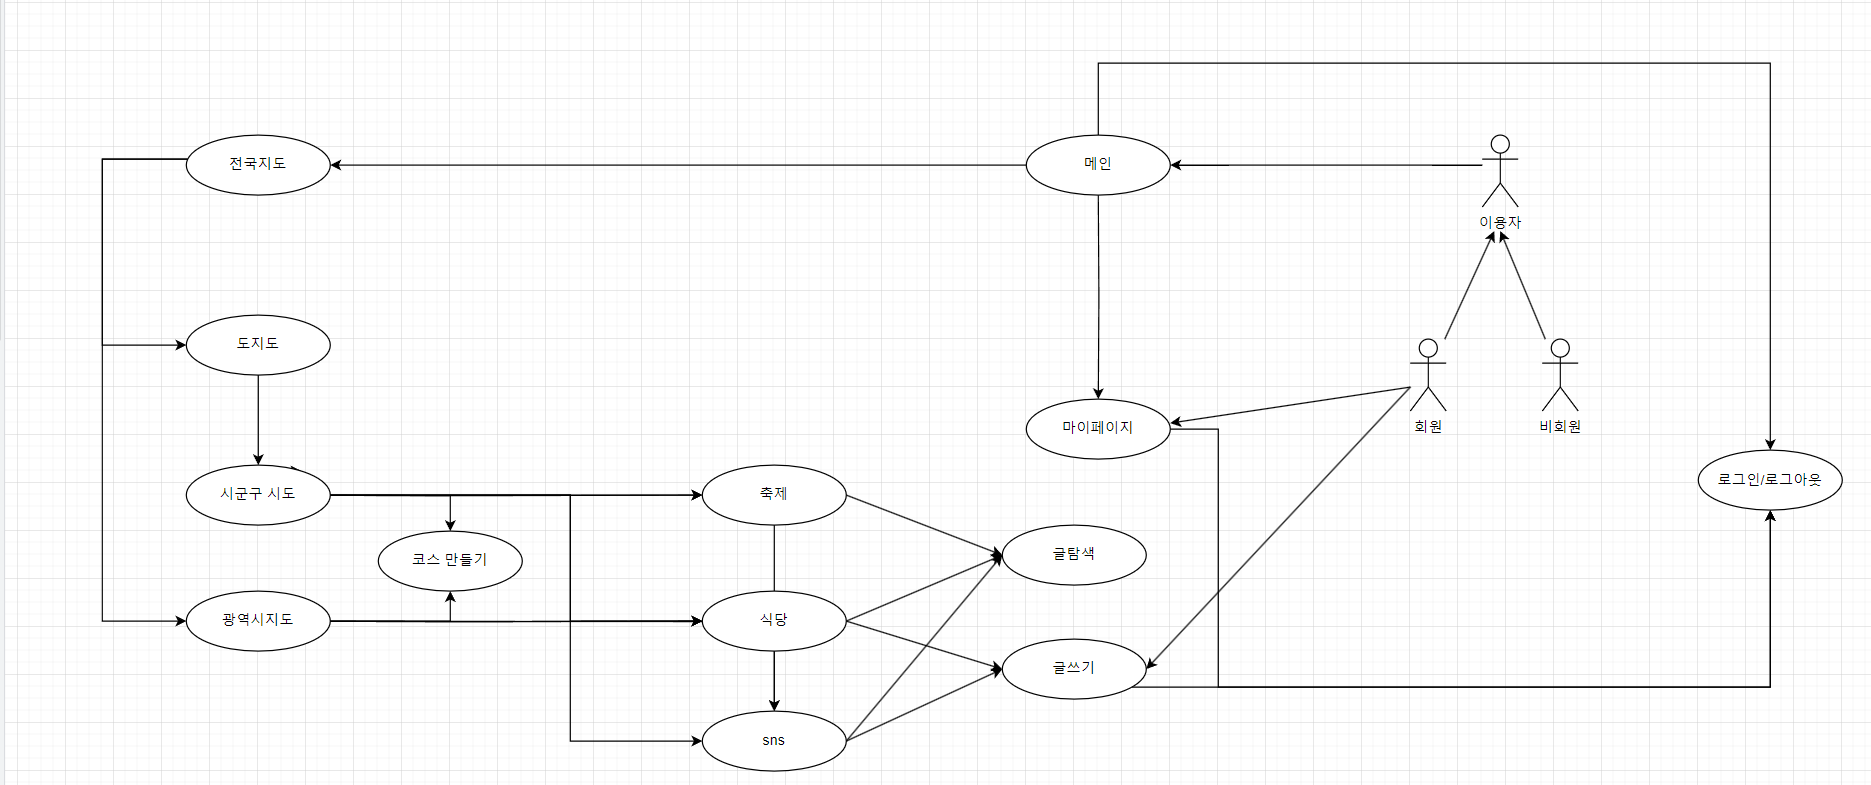 전국지도
메인
이용자
도지도
마이페이지
회원
비회원
시군구 시도
축제
로그인/로그아웃
코스 만들기
글탐색
광역시지도
식당
글쓰기
sns